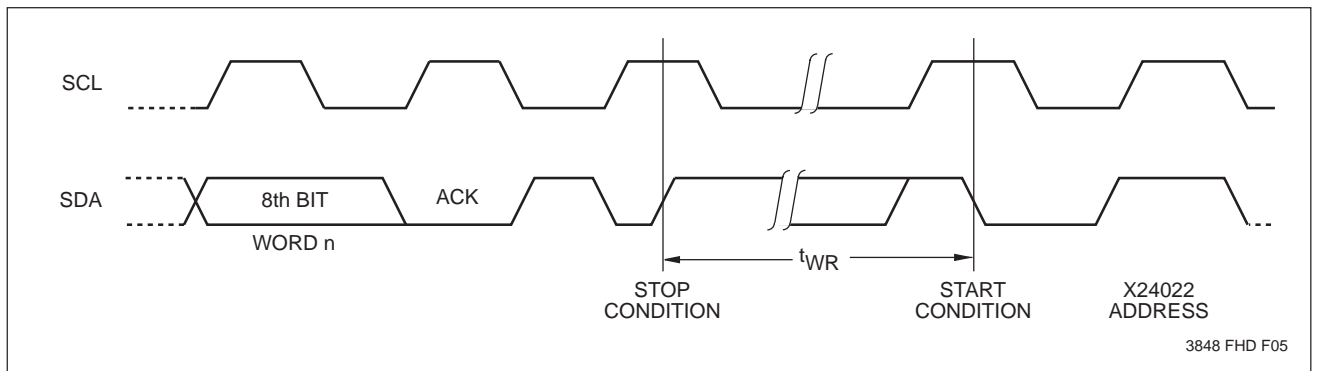 SCL
SDA
8th BIT
ACK
WORD n
tWR
STOP
CONDITION
START
CONDITION
X24022
ADDRESS
3848 FHD F05